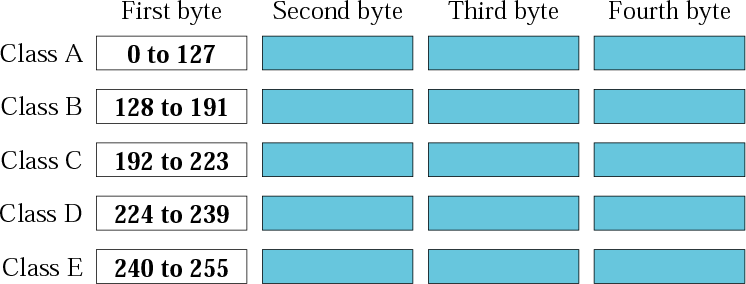 First byte Second byte Third byte Fourth byte
Class A 0 to 127
Class B 128 to 191
Class C 192 to 223
Class D 224 to 239
Class E 240 to 255